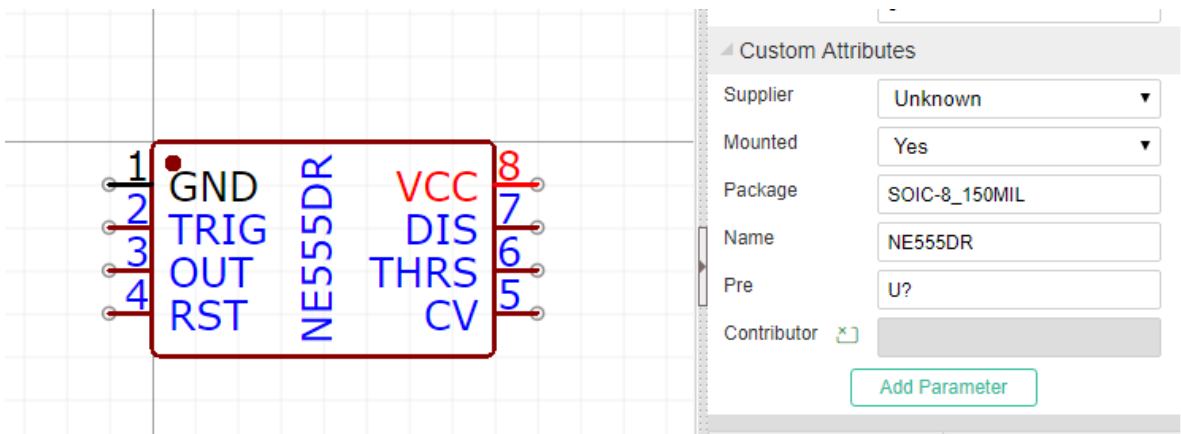 1 GND
2 TRIG
3 OUT
4 RST
NE555DR
VCC 8
DIS 7
THRS 6
CV 5
Custom Attributes
Supplier Unknown
Mounted Yes
Package SOIC-8_150MIL
Name NE555DR
Pre U?
Contributor
Add Parameter